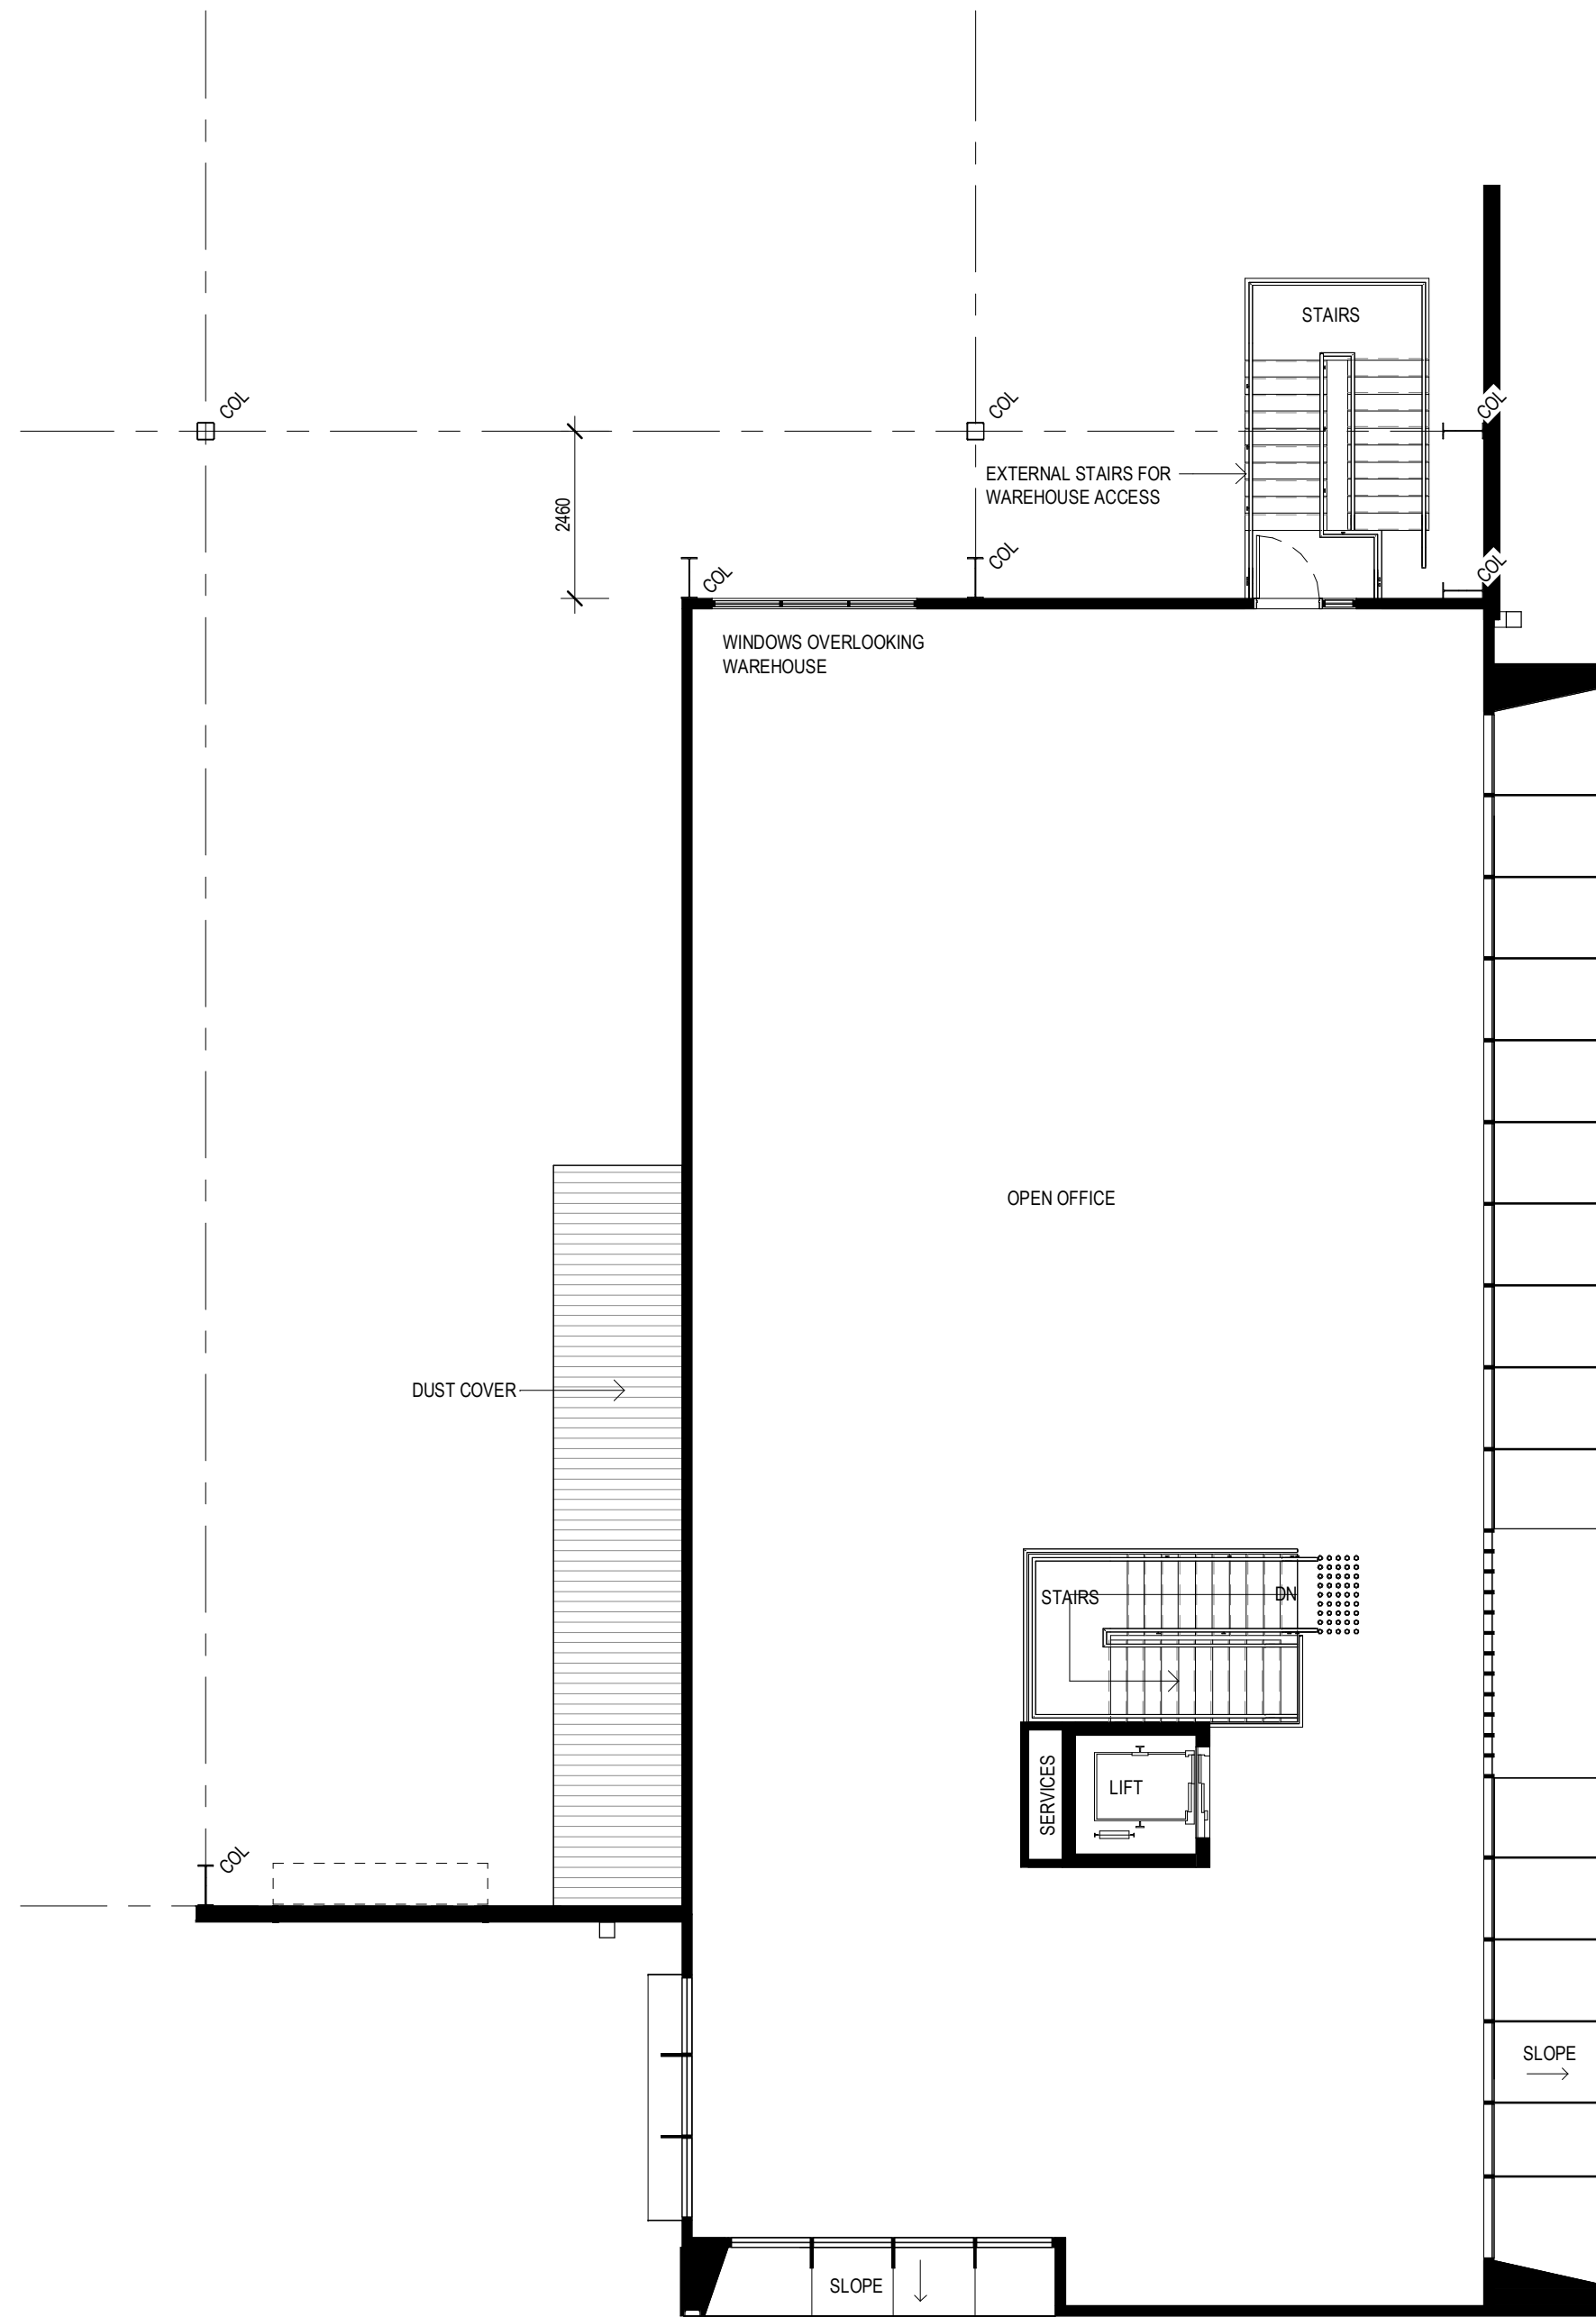 STAIRS
COL
COL
COL
EXTERNAL STAIRS FOR
WAREHOUSE ACCESS
2460
COL
COL
COL
WINDOWS OVERLOOKING
WAREHOUSE
OPEN OFFICE
DUST COVER
STAIRS
DN
SERVICES
LIFT
COL
SLOPE
SLOPE